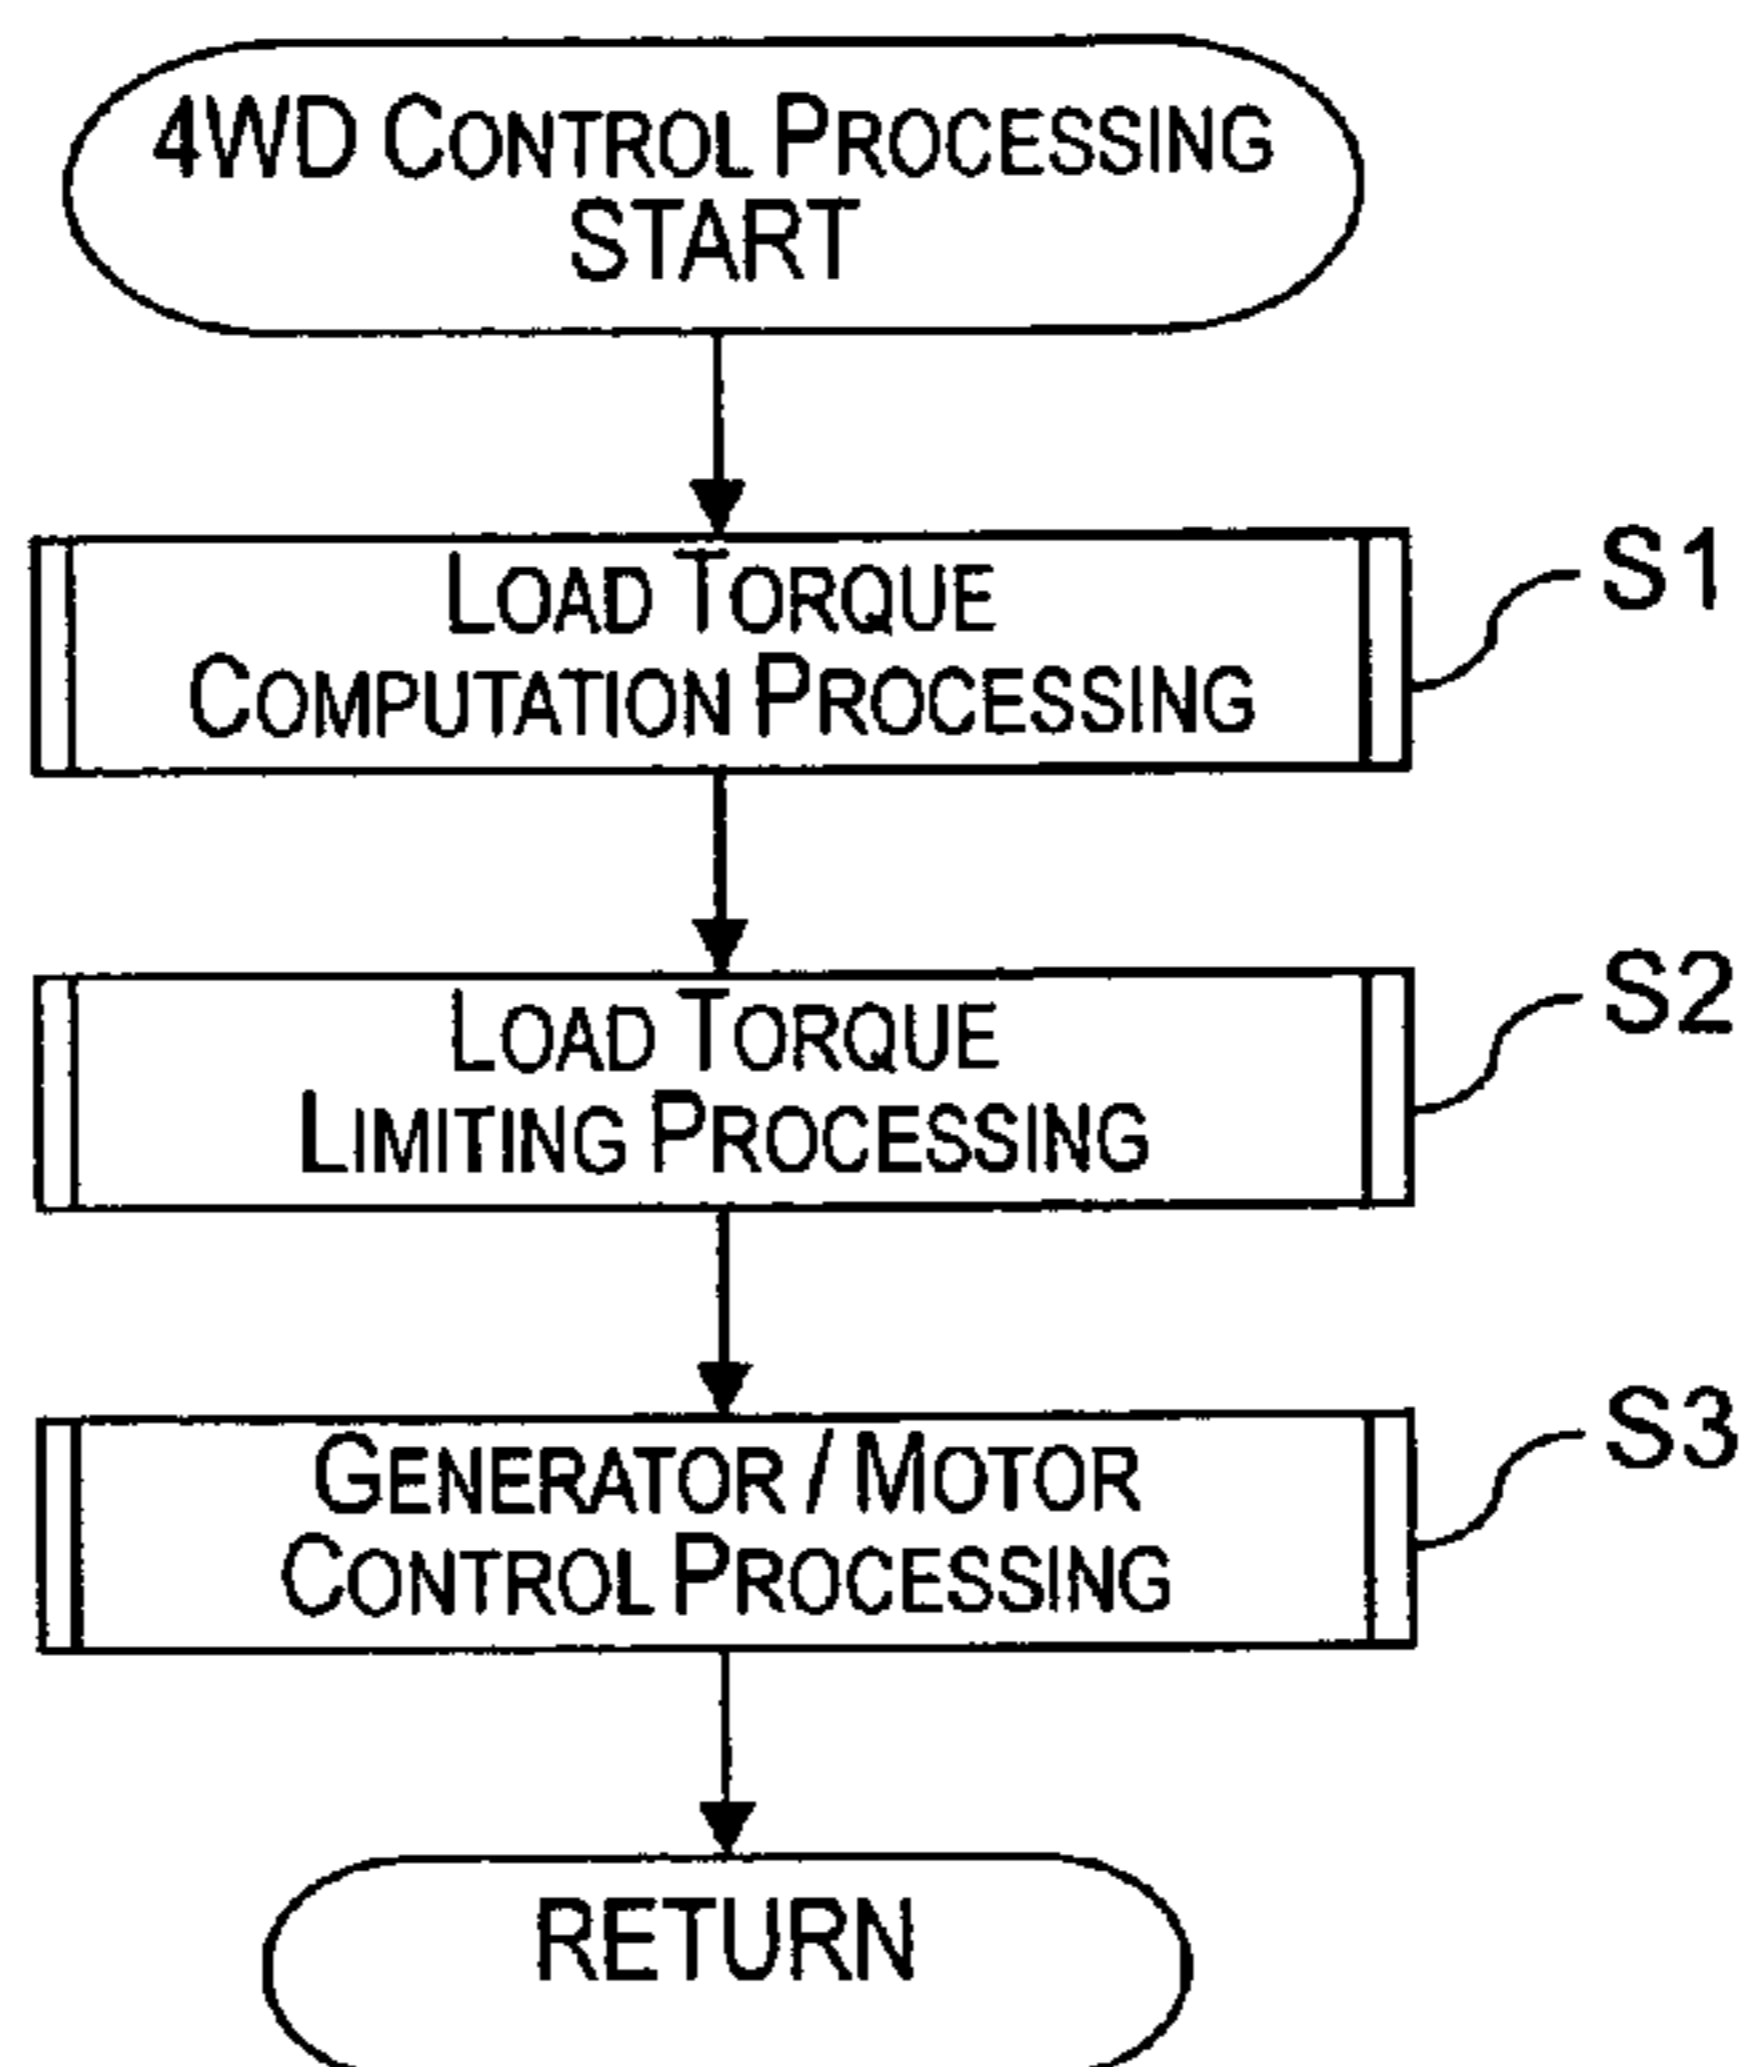 4WD CONTROL PROCESSING
START
LOAD TORQUE
COMPUTATION PROCESSING
S1
LOAD TORQUE
LIMITING PROCESSING
S2
GENERATOR / MOTOR
CONTROL PROCESSING
S3
RETURN